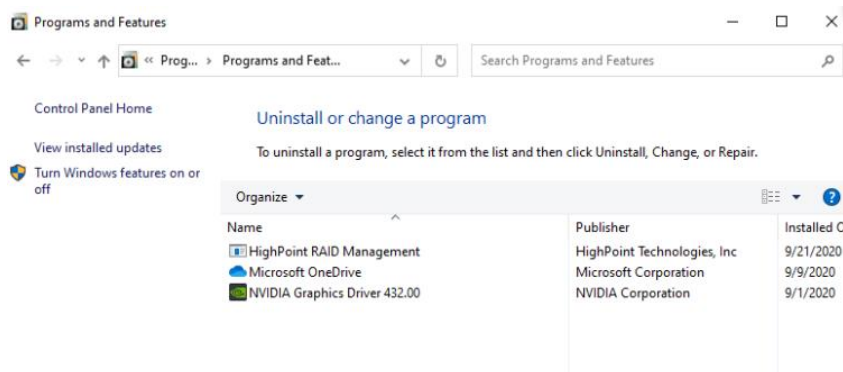 Programs and Features
« Prog... › Programs and Feat...
Search Programs and Features
Control Panel Home
View installed updates
Turn Windows features on or
off
Uninstall or change a program
To uninstall a program, select it from the list and then click Uninstall, Change, or Repair.
Organize
Name Publisher Installed O
HighPoint RAID Management HighPoint Technologies, Inc 9/21/2020
Microsoft OneDrive Microsoft Corporation 9/9/2020
NVIDIA Graphics Driver 432.00 NVIDIA Corporation 9/1/2020